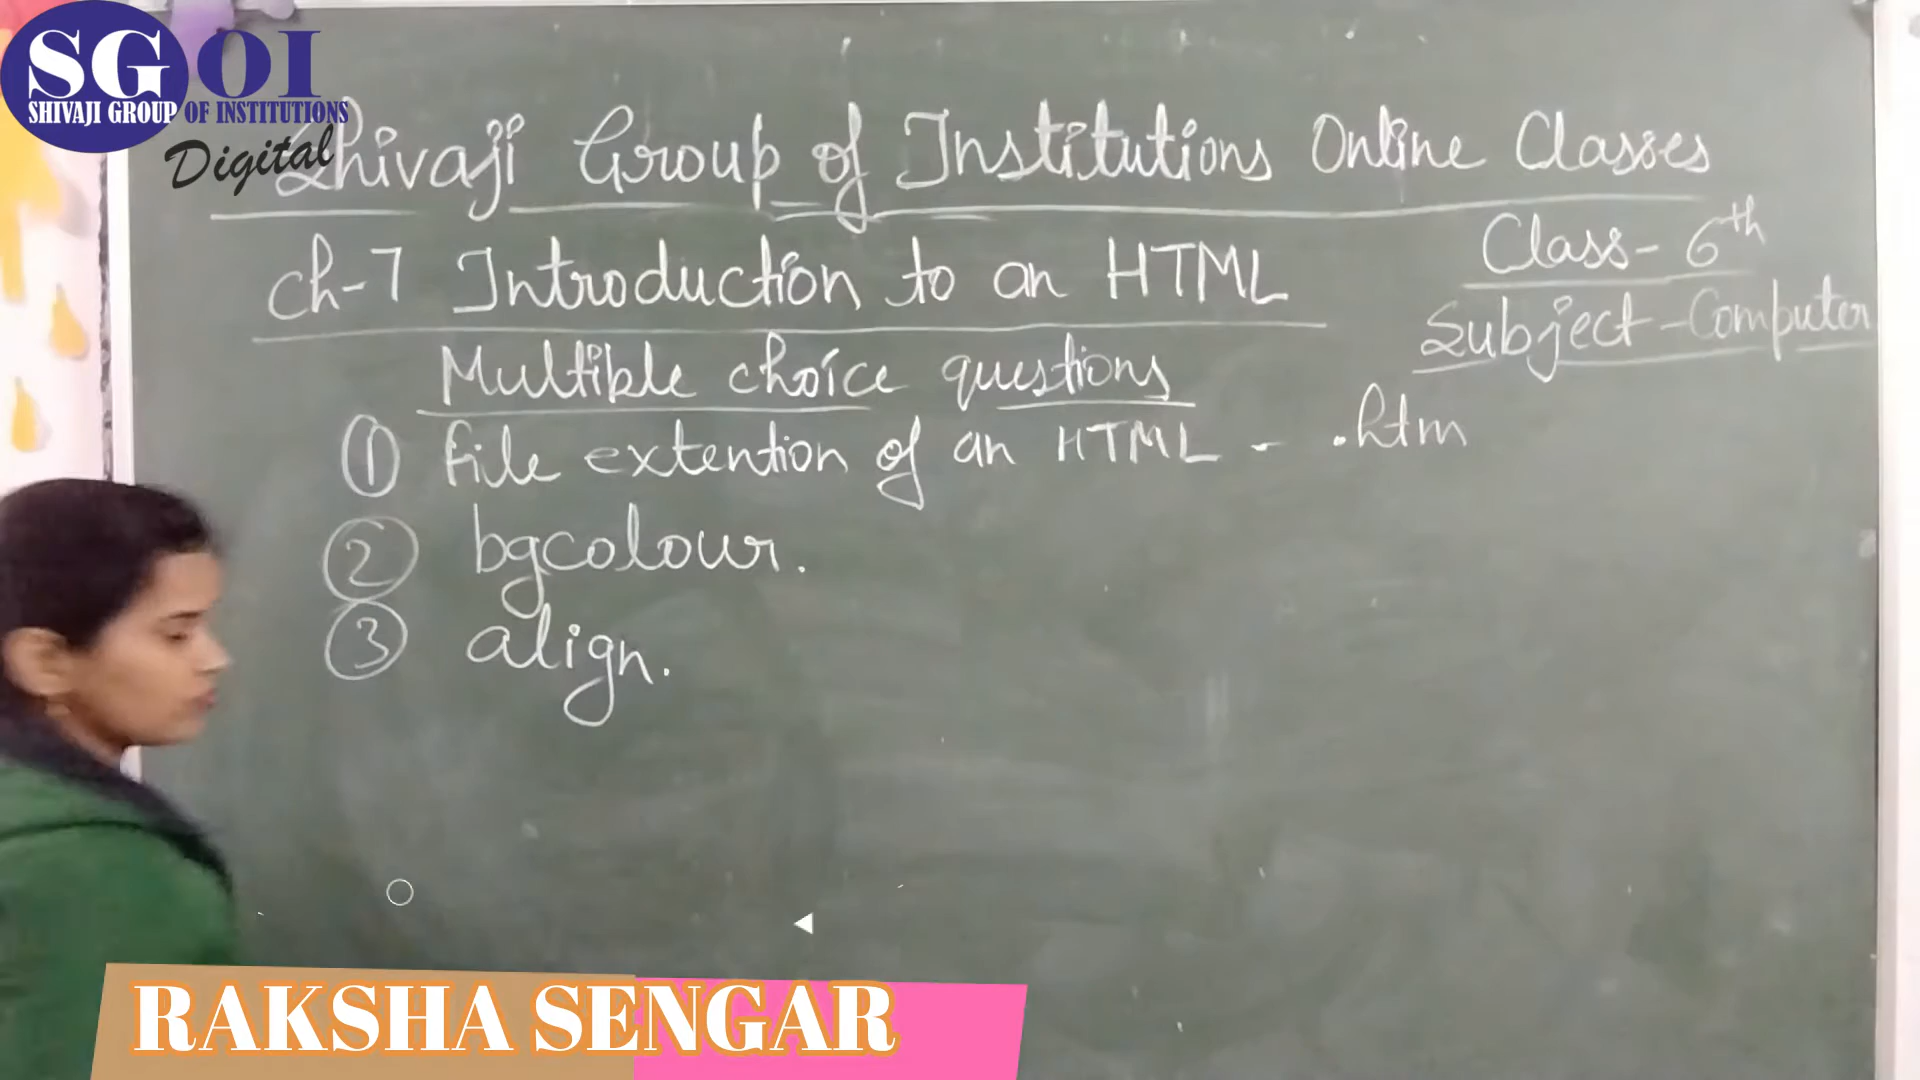 SGOI
SHIVAJI GROUP OF INSTITUTIONS
Digital
Shivaji Group of Institutions Online Classes
Class- 6th
Subject-Computer
ch-7 Introduction to an HTML
Multible choice questions
① file extention of an HTML - .htm
② bgcolour.
③ align.
RAKSHA SENGAR